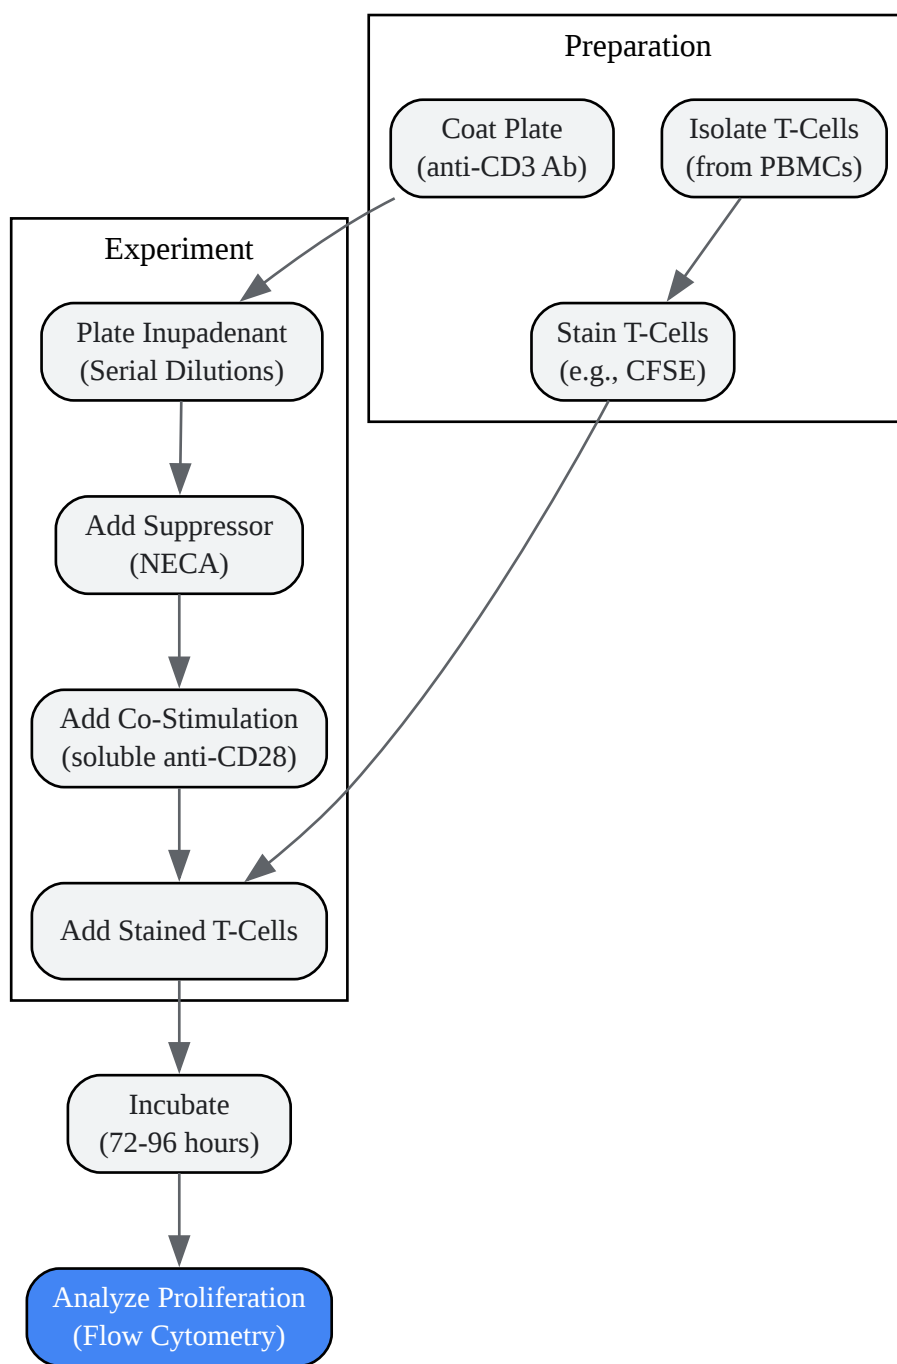 Preparation
Coat Plate
(anti-CD3 Ab)
Isolate T-Cells
(from PBMCs)
Stain T-Cells
(e.g., CFSE)
Experiment
Plate Inupadenant
(Serial Dilutions)
Add Suppressor
(NECA)
Add Co-Stimulation
(soluble anti-CD28)
Add Stained T-Cells
Incubate
(72-96 hours)
Analyze Proliferation
(Flow Cytometry)